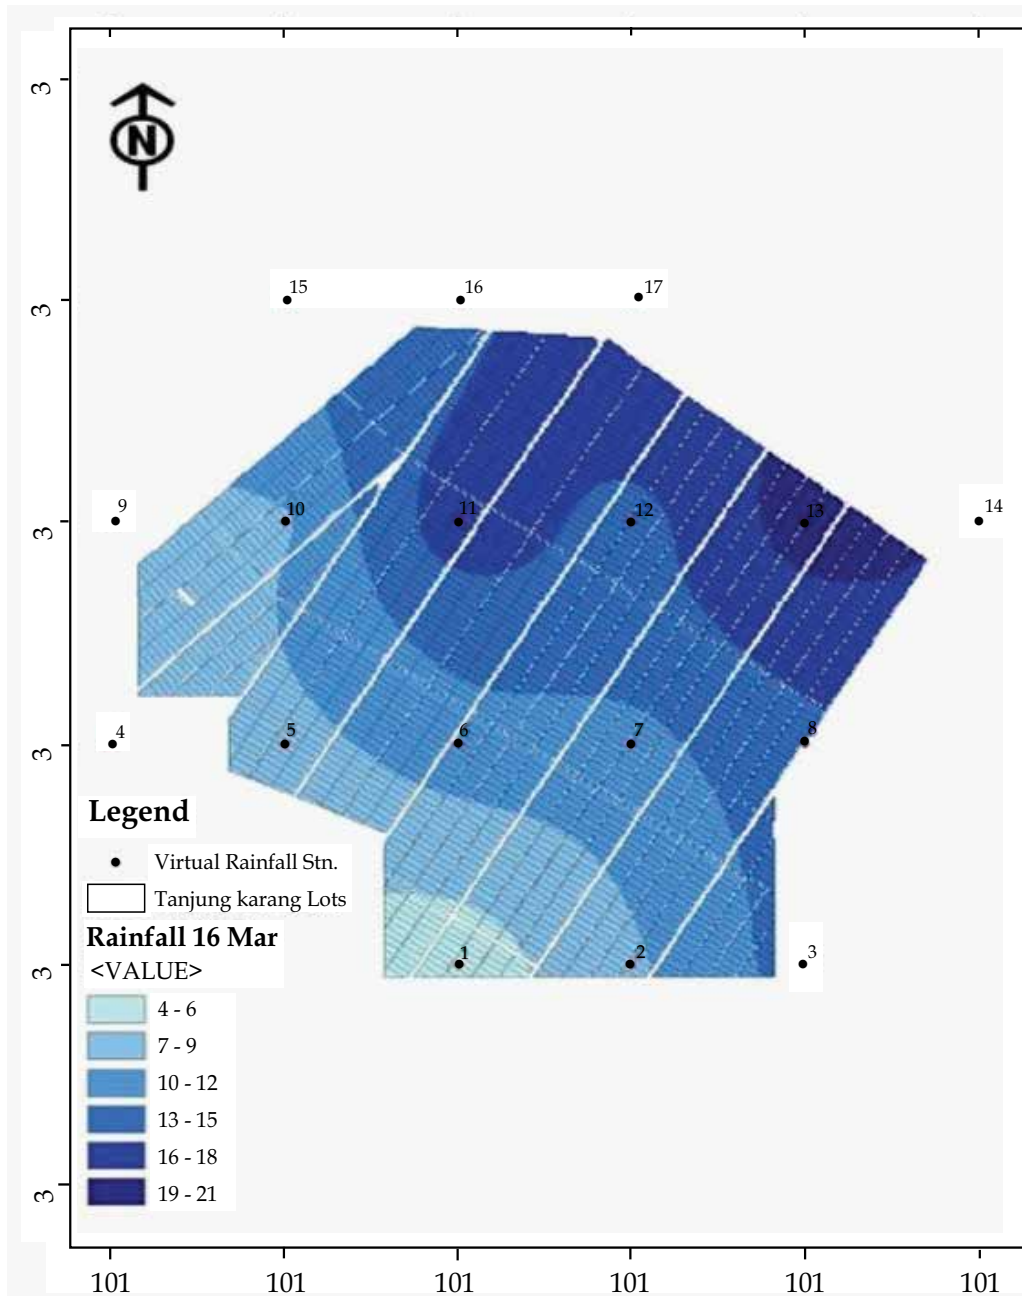 3
N
3
15 16 17
3
9 10 11 12 13 14
3
4 5 6 7 8
Legend
Virtual Rainfall Stn.
Tanjung karang Lots
Rainfall 16 Mar
<VALUE>
3
1 2 3
4 - 6
7 - 9
10 - 12
13 - 15
16 - 18
19 - 21
3
101 101 101 101 101 101